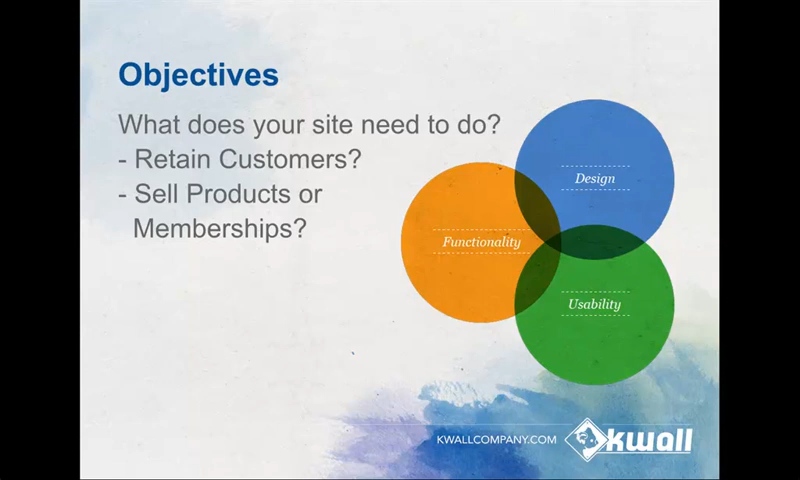 Objectives
What does your site need to do?
- Retain Customers?
- Sell Products or
Memberships?
Design
Functionality
Usability
KWALLCOMPANY.COM
kwall